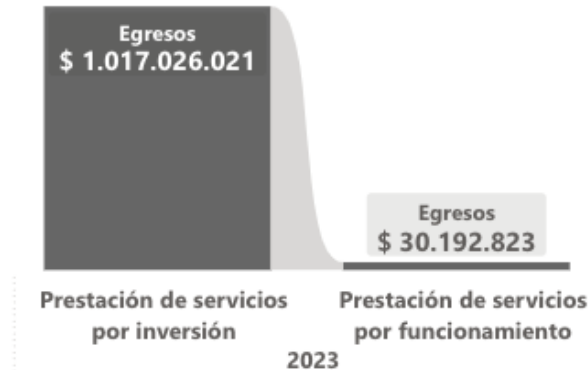 Egresos
$ 1.017.026.021
Egresos
$ 30.192.823
Prestación de servicios
por inversión
Prestación de servicios
por funcionamiento
2023